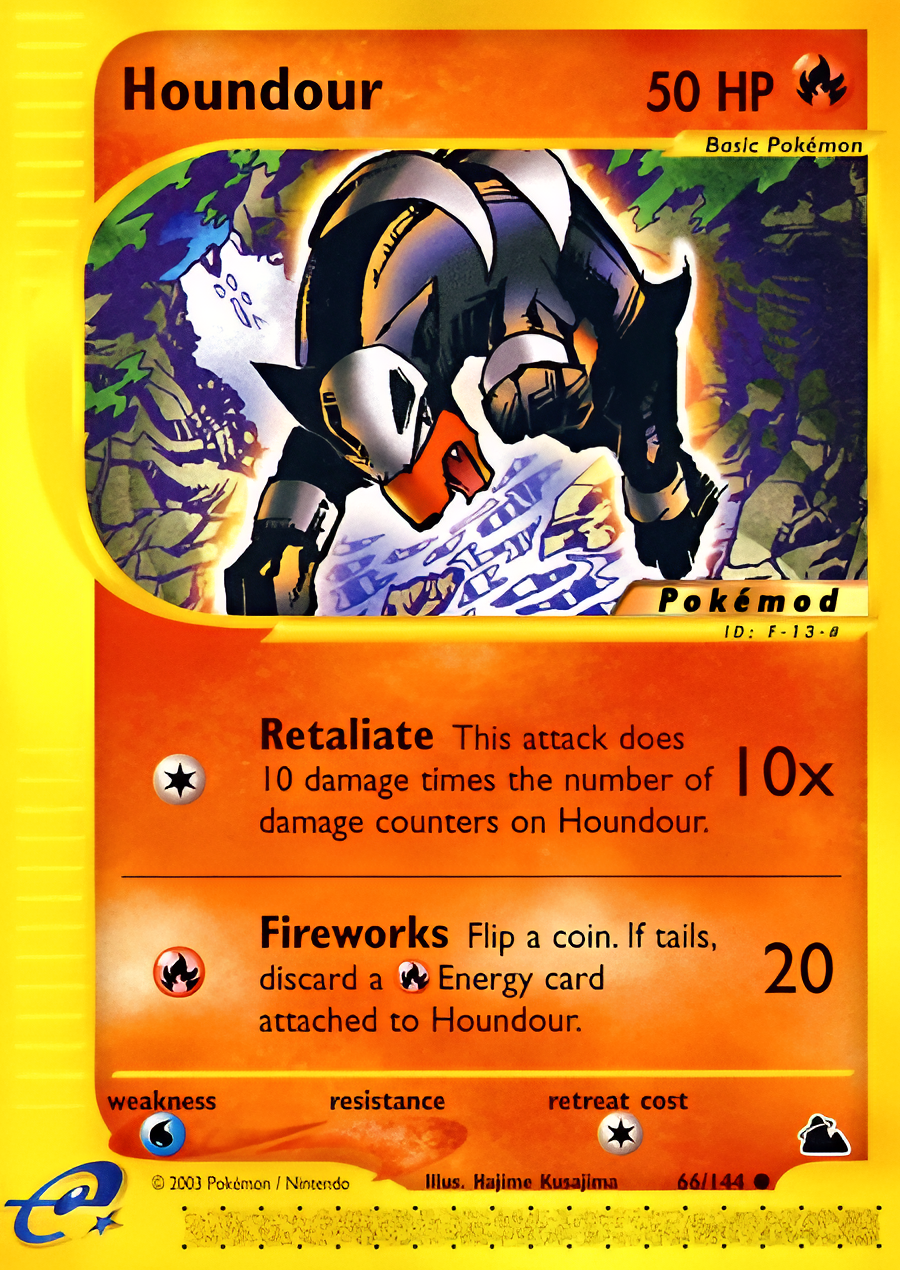 Houndour 50 HP
Basic Pokémon
Pokémod
ID: F-13-#
Retaliate This attack does
10 damage times the number of
damage counters on Houndour.
10x
Fireworks Flip a coin. If tails,
discard a Energy card
attached to Houndour.
20
weakness resistance retreat cost
© 2003 Pokémon / Nintendo Illus. Hajime Kusajima 66/144
e